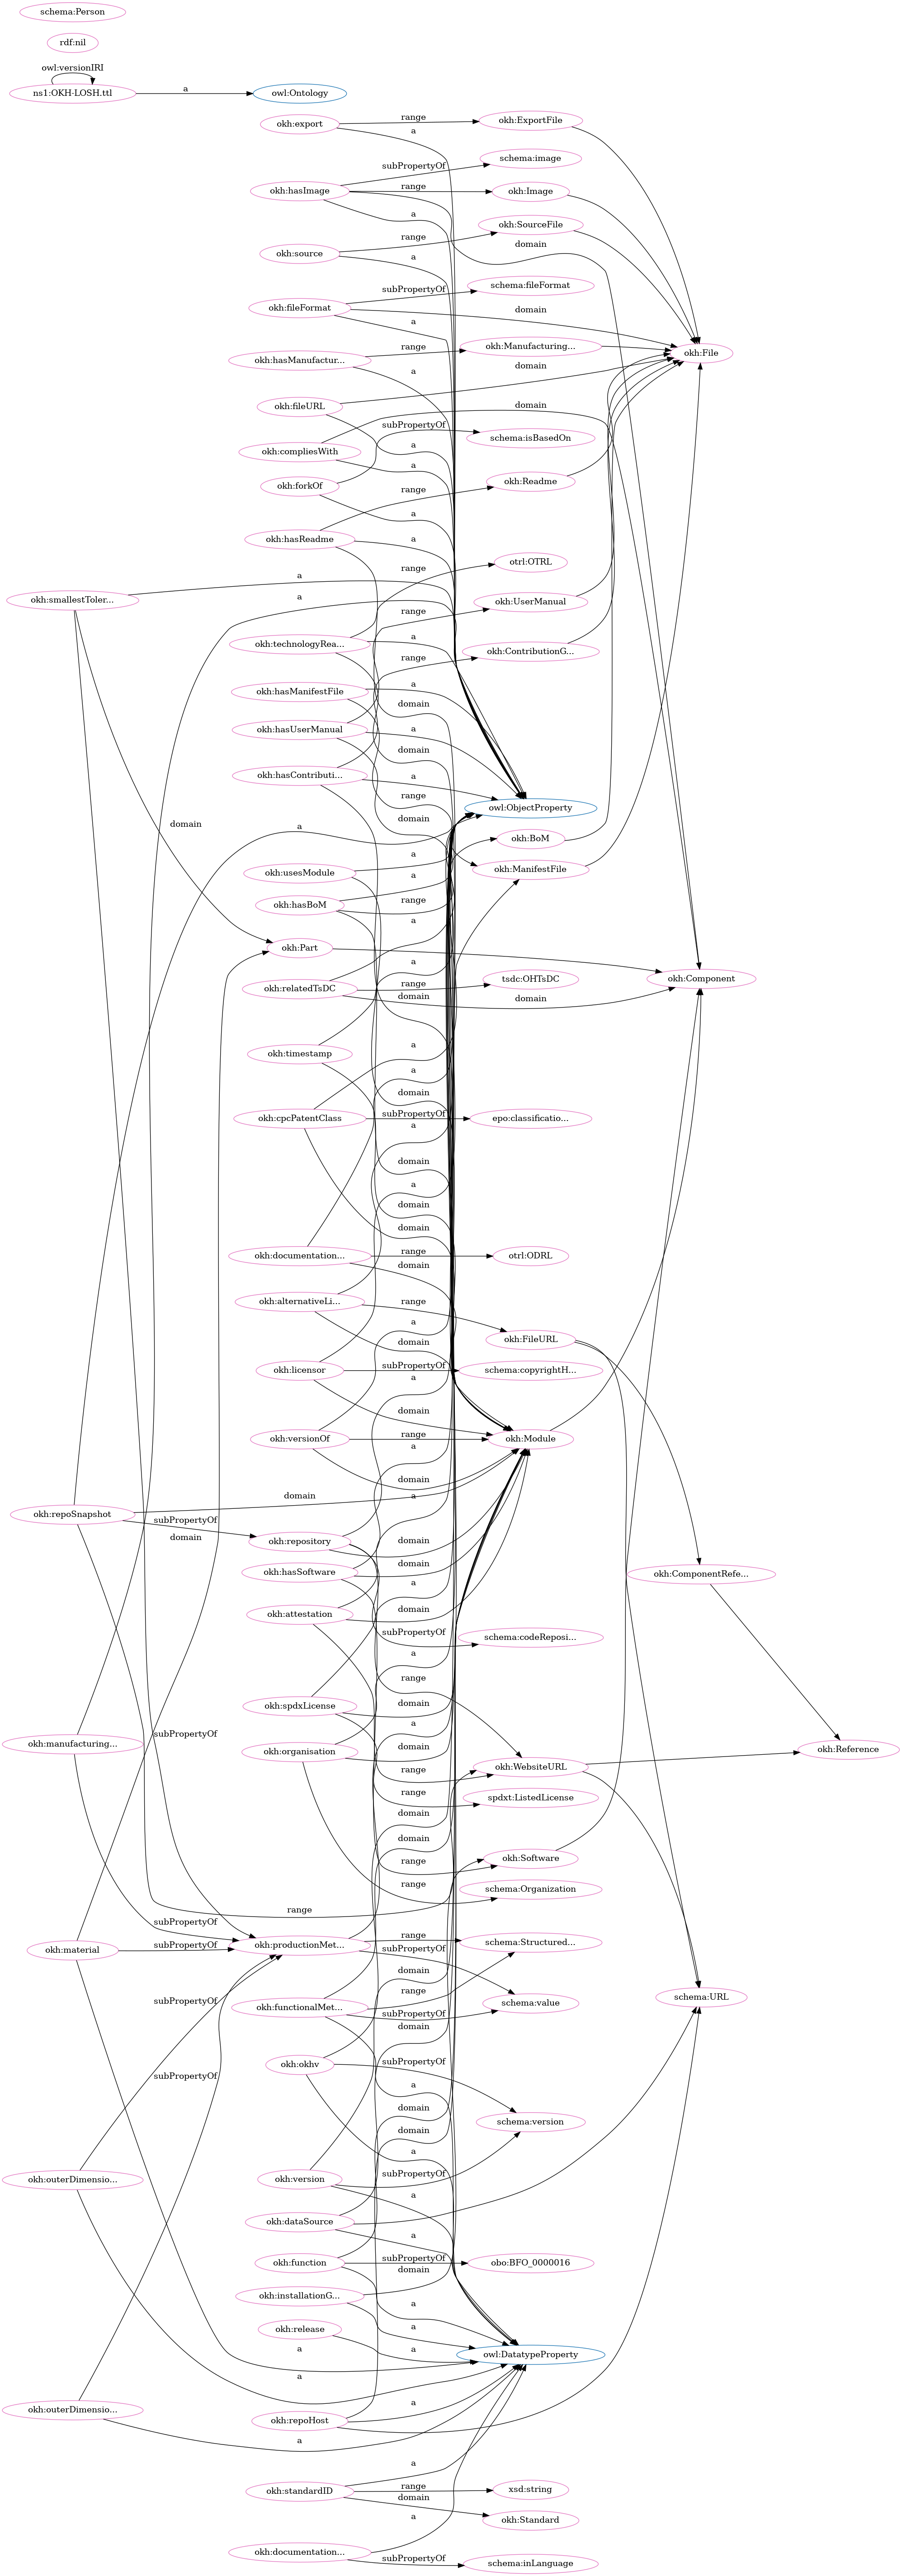 schema:Person
rdf:nil
owl:versionIRI
ns1:OKH-LOSH.ttl
a
owl:Ontology
okh:export
range
a
okh:ExportFile
schema:image
subPropertyOf
okh:hasImage
range
okh:Image
a
okh:SourceFile
domain
okh:source
range
a
schema:fileFormat
subPropertyOf
okh:fileFormat
domain
a
okh:Manufacturing...
okh:File
okh:hasManufactur...
range
domain
a
okh:fileURL
domain
subPropertyOf
schema:isBasedOn
a
okh:compliesWith
a
okh:forkOf
range
okh:Readme
okh:hasReadme
a
range
otrl:OTRL
a
okh:smallestToler...
a
okh:UserManual
range
okh:technologyRea...
a
okh:ContributionG...
range
okh:hasManifestFile
a
domain
okh:hasUserManual
a
domain
okh:hasContributi...
a
range
owl:ObjectProperty
domain
domain
a
okh:BoM
a
okh:usesModule
a
okh:ManifestFile
range
okh:hasBoM
a
okh:Part
a
okh:Component
tsdc:OHTsDC
okh:relatedTsDC
range
domain
domain
a
okh:timestamp
a
domain
subPropertyOf
okh:cpcPatentClass
epo:classificatio...
a
domain
a
domain
domain
okh:documentation...
range
otrl:ODRL
domain
okh:alternativeLi...
range
a
okh:FileURL
domain
okh:licensor
subPropertyOf
schema:copyrightH...
a
domain
okh:versionOf
range
okh:Module
a
domain
domain
a
okh:repoSnapshot
subPropertyOf
domain
okh:repository
domain
okh:hasSoftware
domain
okh:ComponentRefe...
a
okh:attestation
domain
subPropertyOf
schema:codeReposi...
a
range
okh:spdxLicense
domain
a
subPropertyOf
okh:manufacturing...
okh:organisation
domain
okh:Reference
range
okh:WebsiteURL
range
spdxt:ListedLicense
domain
domain
range
okh:Software
range
schema:Organization
range
subPropertyOf
range
okh:material
subPropertyOf
okh:productionMet...
subPropertyOf
schema:Structured...
domain
range
subPropertyOf
okh:functionalMet...
subPropertyOf
schema:value
schema:URL
domain
okh:okhv
subPropertyOf
subPropertyOf
a
domain
schema:version
domain
a
okh:outerDimensio...
okh:version
subPropertyOf
a
okh:dataSource
a
okh:function
subPropertyOf
obo:BFO_0000016
domain
okh:installationG...
a
okh:release
a
a
a
owl:DatatypeProperty
a
okh:outerDimensio...
a
okh:repoHost
a
a
okh:standardID
range
xsd:string
domain
okh:Standard
a
okh:documentation...
subPropertyOf
schema:inLanguage